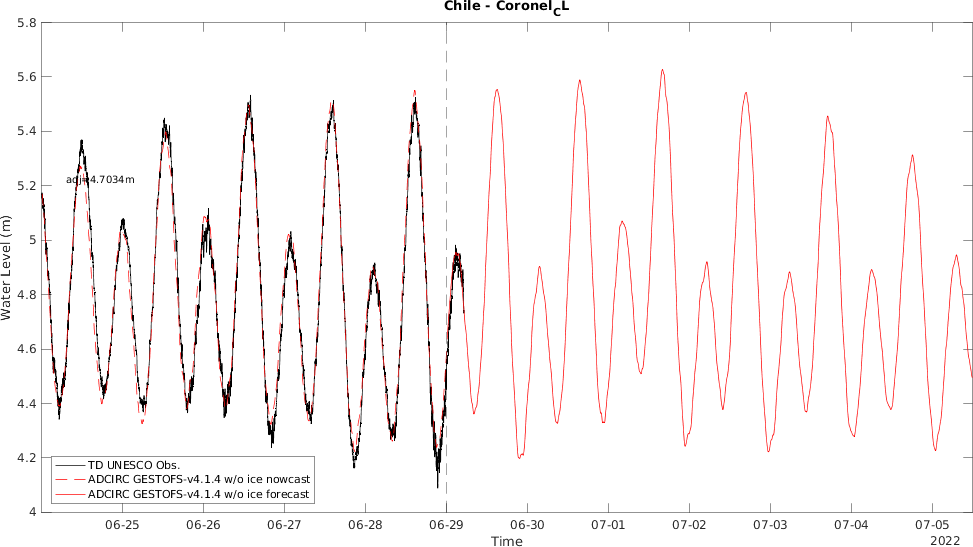 Chile - Coronel_CL
5.8
5.6
5.4
5.2
5
4.8
4.6
4.4
4.2
4
Water Level (m)
adj=4.7034m
TD UNESCO Obs.
ADCIRC GESTOFS-v4.1.4 w/o ice nowcast
ADCIRC GESTOFS-v4.1.4 w/o ice forecast
06-25 06-26 06-27 06-28 06-29 06-30 07-01 07-02 07-03 07-04 07-05
Time
2022